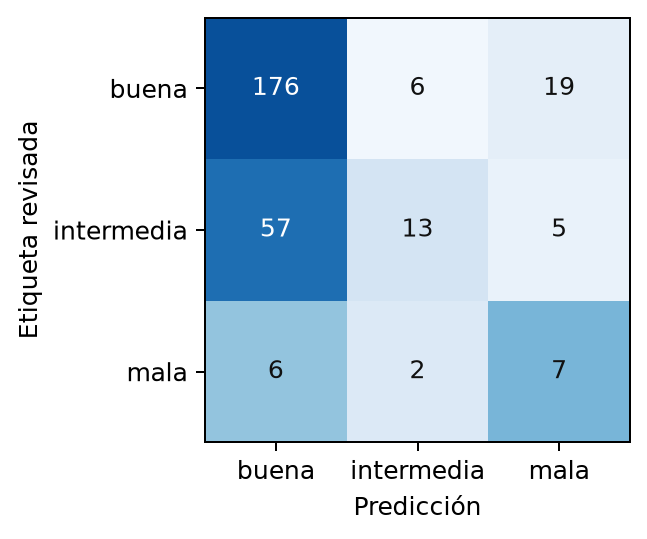 Etiqueta revisada
buena 176 6 19
intermedia 57 13 5
mala 6 2 7
buena intermedia mala
Predicción